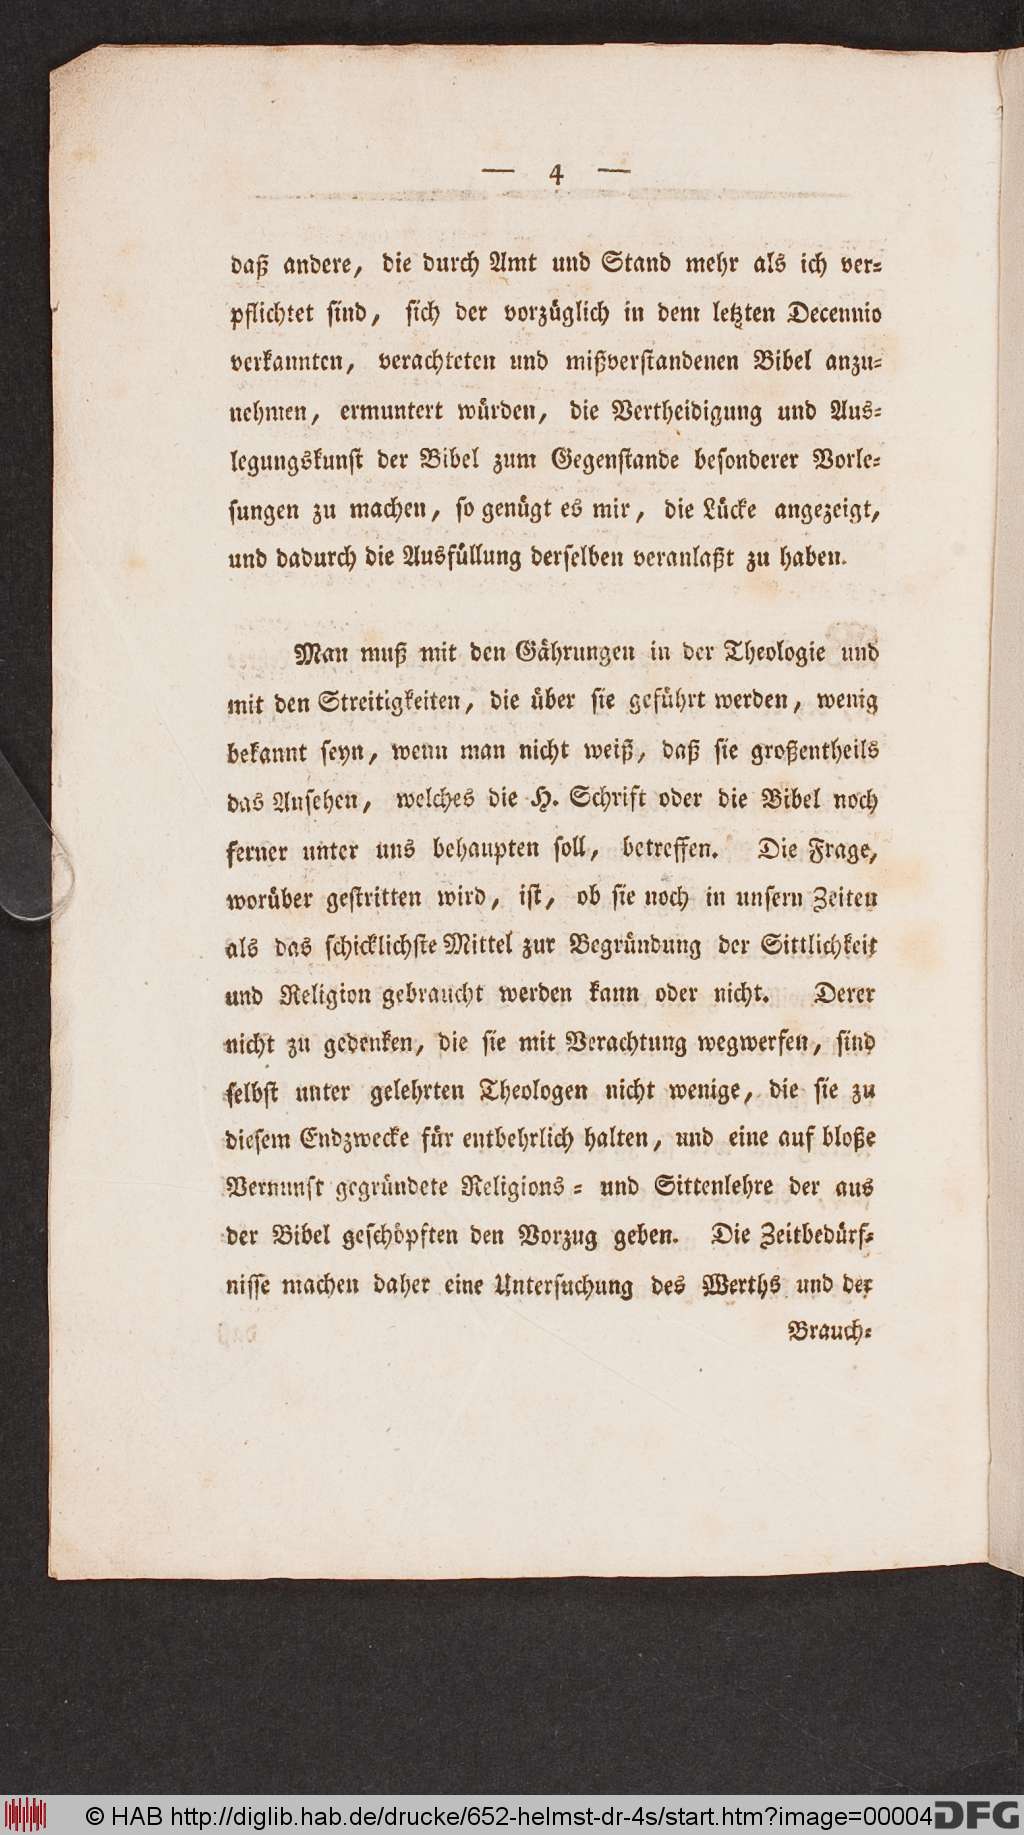 — 4 —
daß andere, die durch Amt und Stand mehr als ich ver=
pflichtet sind, sich der vorzüglich in dem letzten Decennio
verkannten, verachteten und mißverstandenen Bibel anzu=
nehmen, ermuntert würden, die Vertheidigung und Aus=
legungskunst der Bibel zum Gegenstande besonderer Vorle=
sungen zu machen, so genügt es mir, die Lücke angezeigt,
und dadurch die Ausfüllung derselben veranlaßt zu haben.
Man muß mit den Gährungen in der Theologie und
mit den Streitigkeiten, die über sie geführt werden, wenig
bekannt seyn, wenn man nicht weiß, daß sie großentheils
das Ansehen, welches die H. Schrift oder die Bibel noch
ferner unter uns behaupten soll, betreffen. Die Frage,
worüber gestritten wird, ist, ob sie noch in unsern Zeiten
als das schicklichste Mittel zur Begründung der Sittlichkeit
und Religion gebraucht werden kann oder nicht. Derer
nicht zu gedenken, die sie mit Verachtung wegwerfen, sind
selbst unter gelehrten Theologen nicht wenige, die sie zu
diesem Endzwecke für entbehrlich halten, und eine auf bloße
Vernunft gegründete Religions= und Sittenlehre der aus
der Bibel geschöpften den Vorzug geben. Die Zeitbedürf=
nisse machen daher eine Untersuchung des Werths und der
Brauch=
© HAB http://diglib.hab.de/drucke/652-helmst-dr-4s/start.htm?image=00004
DFG